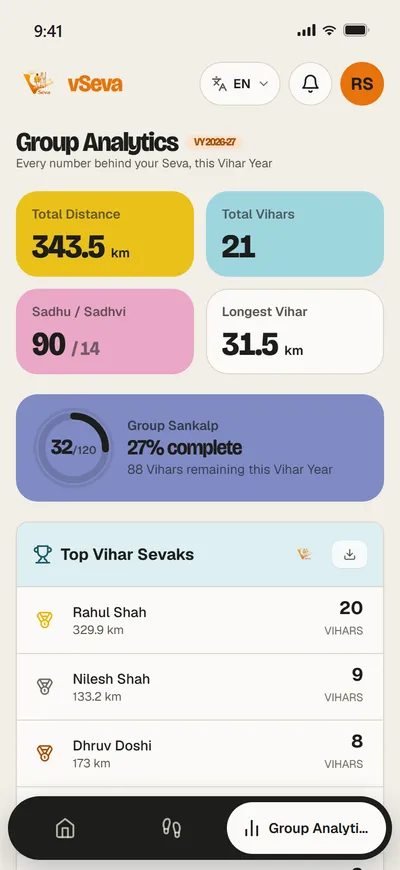 9:41
vSeva
EN
RS
Group Analytics VY 2026-27
Every number behind your Seva, this Vihar Year
Total Distance
343.5 km
Total Vihars
21
Sadhu / Sadhvi
90 / 14
Longest Vihar
31.5 km
32/120
Group Sankalp
27% complete
88 Vihars remaining this Vihar Year
Top Vihar Sevaks
Rahul Shah
329.9 km
20
VIHARS
Nilesh Shah
133.2 km
9
VIHARS
Dhruv Doshi
173 km
8
VIHARS
Group Analyti...